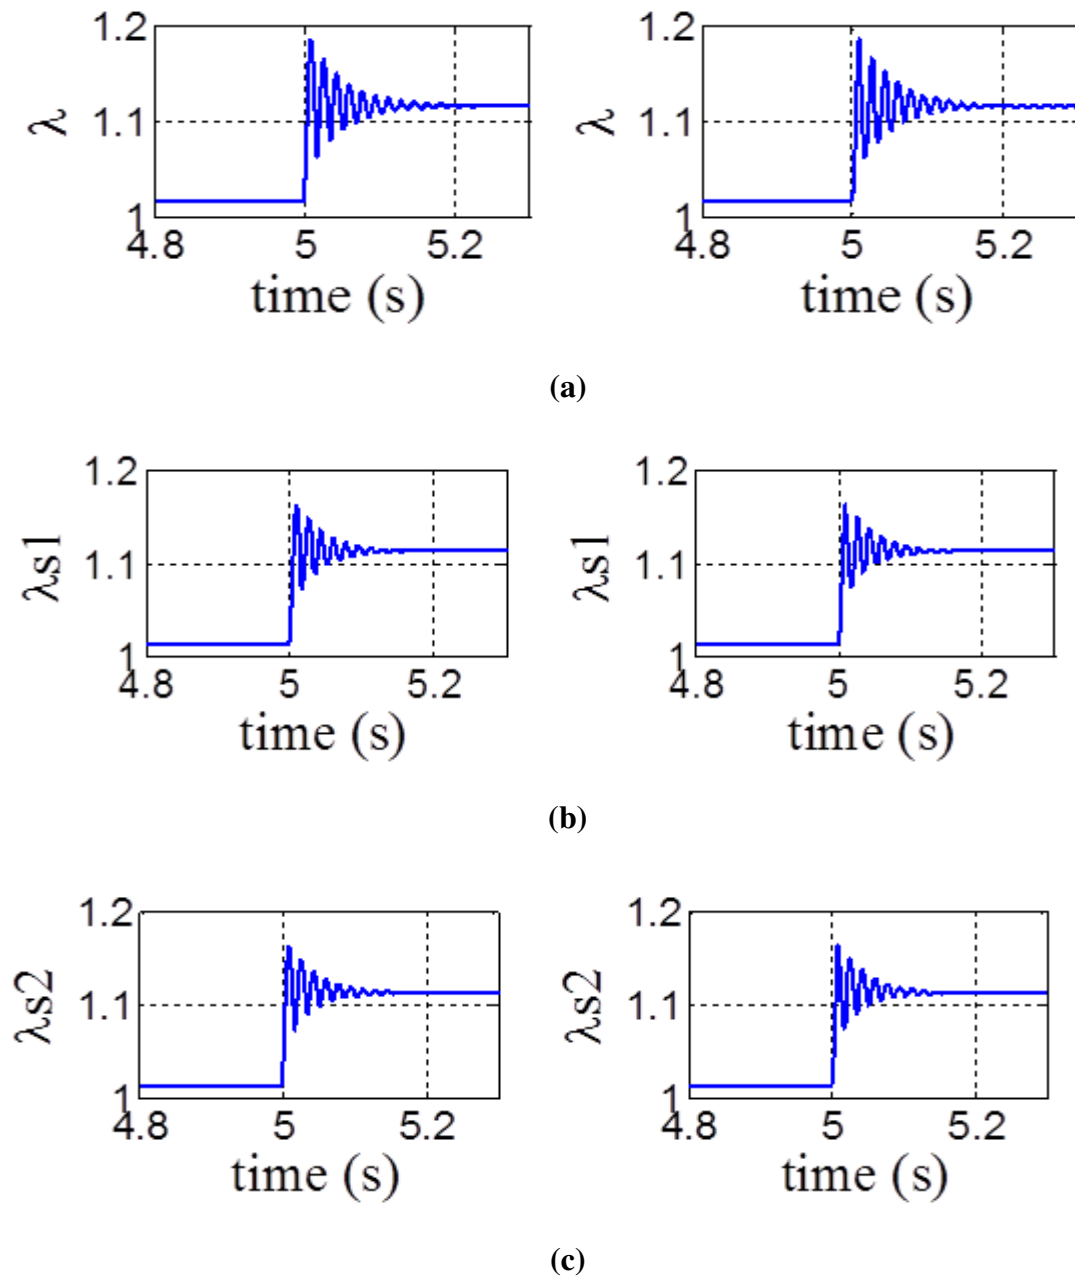 1.2 1.2
λ 1.1 λ 1.1
1 1
4.8 5 5.2 4.8 5 5.2
time (s) time (s)
(a)
1.2 1.2
λs1 1.1 λs1 1.1
1 1
4.8 5 5.2 4.8 5 5.2
time (s) time (s)
(b)
1.2 1.2
λs2 1.1 λs2 1.1
1 1
4.8 5 5.2 4.8 5 5.2
time (s) time (s)
(c)